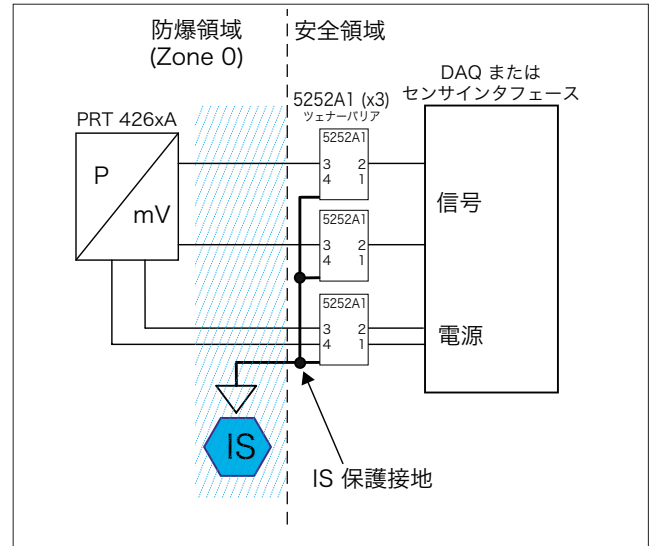 防爆領域
(Zone 0)
安全領域
DAQ または
センサインタフェース
5252A1 (x3)
ツェナーバリア
PRT 426xA
P
mV
5252A1
3 2
4 1
信号
5252A1
3 2
4 1
5252A1
3 2
4 1
電源
IS
IS 保護接地